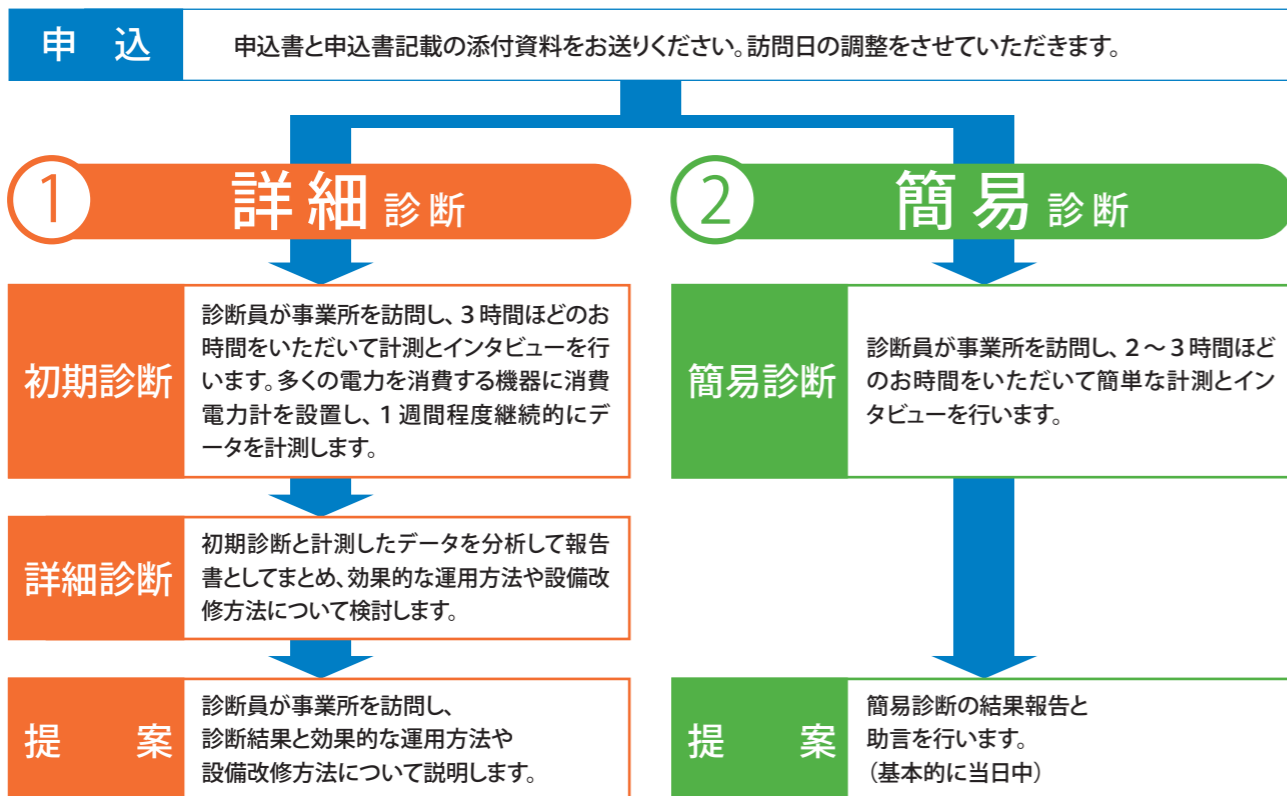 申　込
申込書と申込書記載の添付資料をお送りください。訪問日の調整をさせていただきます。
① 詳細診断
初期診断
診断員が事業所を訪問し、3時間ほどのお
時間をいただいて計測とインタビューを行
います。多くの電力を消費する機器に消費
電力計を設置し、1週間程度継続的にデ
ータを計測します。
詳細診断
初期診断と計測したデータを分析して報告
書としてまとめ、効果的な運用方法や設備改
修方法について検討します。
提　案
診断員が事業所を訪問し、
診断結果と効果的な運用方法や
設備改修方法について説明します。
② 簡易診断
簡易診断
診断員が事業所を訪問し、2〜3時間ほど
のお時間をいただいて簡単な計測とイン
タビューを行います。
提　案
簡易診断の結果報告と
助言を行います。
（基本的に当日中）